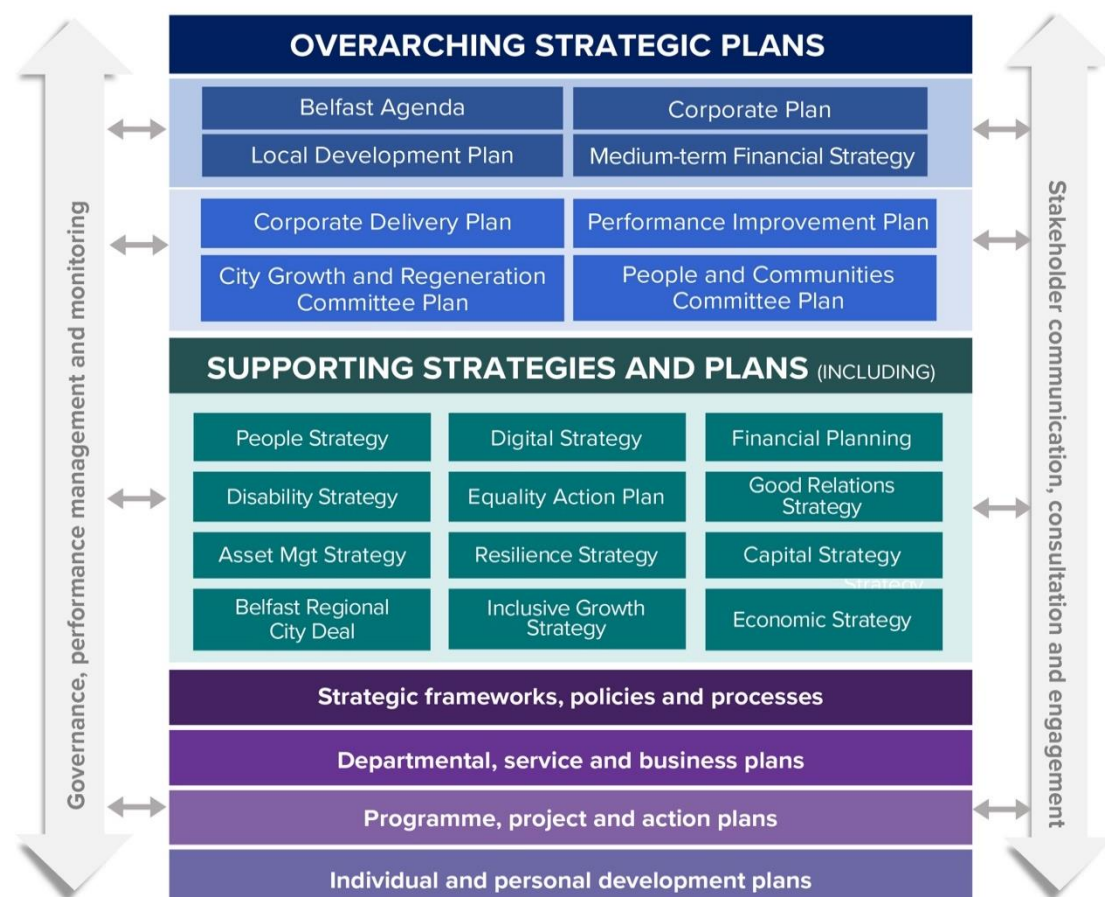 OVERARCHING STRATEGIC PLANS
Belfast Agenda
Corporate Plan
Local Development Plan
Medium-term Financial Strategy
Corporate Delivery Plan
Performance Improvement Plan
City Growth and Regeneration
Committee Plan
People and Communities
Committee Plan
SUPPORTING STRATEGIES AND PLANS (INCLUDING)
People Strategy
Digital Strategy
Financial Planning
Disability Strategy
Equality Action Plan
Good Relations
Strategy
Asset Mgt Strategy
Resilience Strategy
Capital Strategy
Strategy
Belfast Regional
City Deal
Inclusive Growth
Strategy
Economic Strategy
Strategic frameworks, policies and processes
Departmental, service and business plans
Programme, project and action plans
Individual and personal development plans
Governance, performance management and monitoring
Stakeholder communication, consultation and engagement